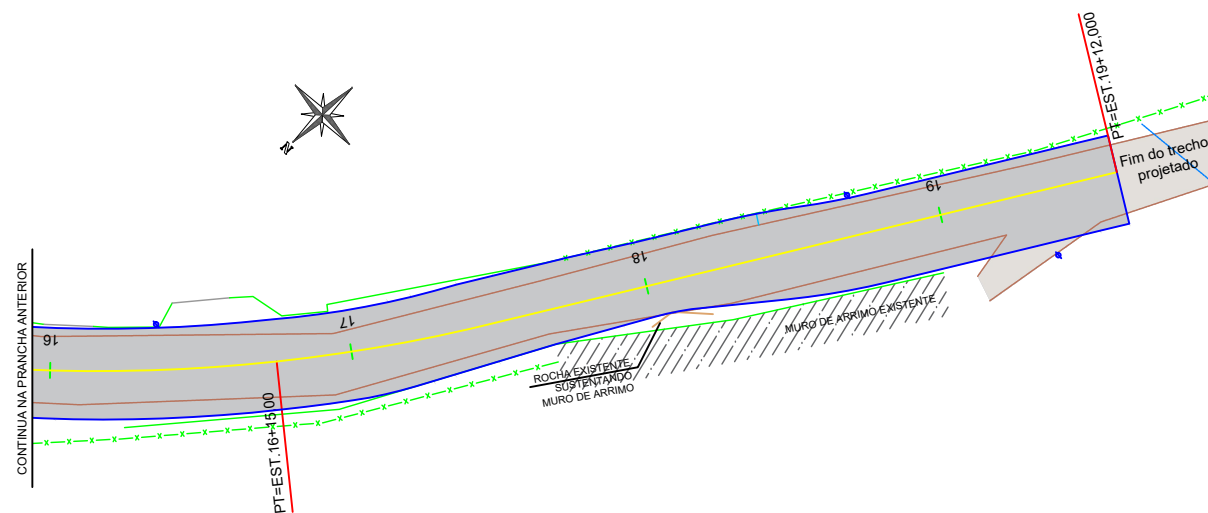 CONTINUA NA PRANCHA ANTERIOR
N
16
PT=EST.16+15,00
17
18
ROCHA EXISTENTE
SUSTENTANDO
MURO DE ARRIMO
MURO DE ARRIMO EXISTENTE
19
PT=EST.19+12,000
Fim do trecho
projetado